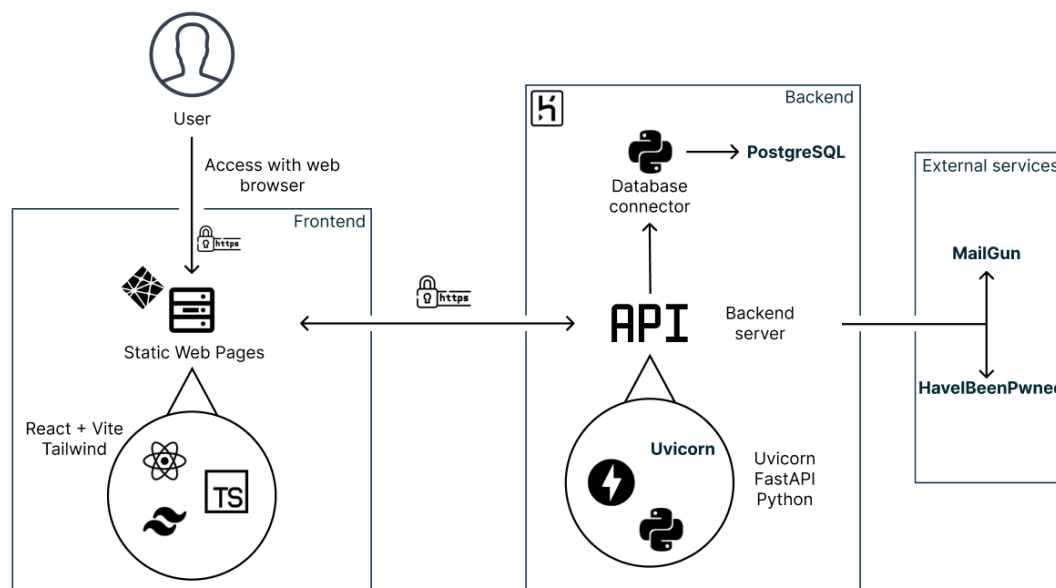 User
Access with web
browser
Frontend
https
Static Web Pages
React + Vite
Tailwind
TS
https
Backend
PostgreSQL
Database
connector
API
Backend
server
Uvicorn
Uvicorn
FastAPI
Python
External services
MailGun
HaveIBeenPwned